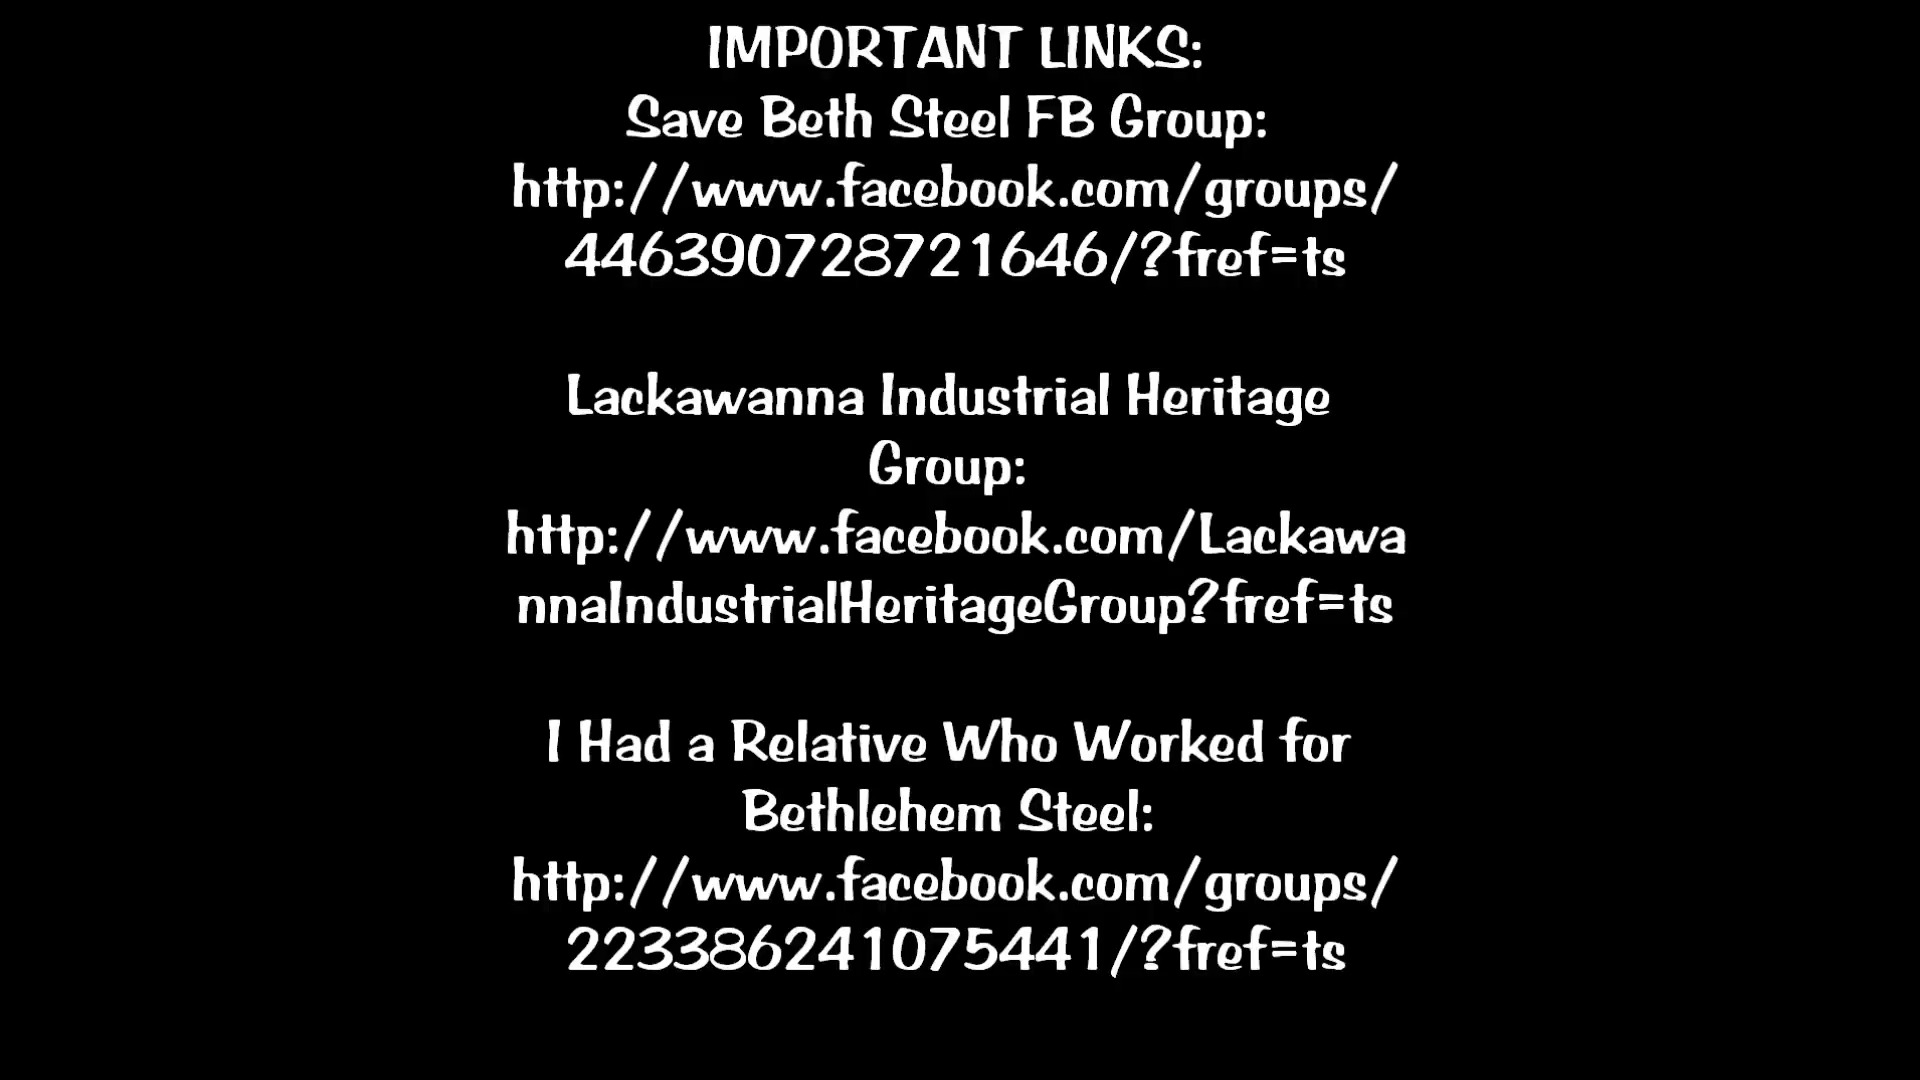 IMPORTANT LINKS:
Save Beth Steel FB Group:
http://www.facebook.com/groups/
446390728721646/?fref=ts
Lackawanna Industrial Heritage
Group:
http://www.facebook.com/Lackawa
nnaIndustrialHeritageGroup?fref=ts
I Had a Relative Who Worked for
Bethlehem Steel:
http://www.facebook.com/groups/
223386241075441/?fref=ts